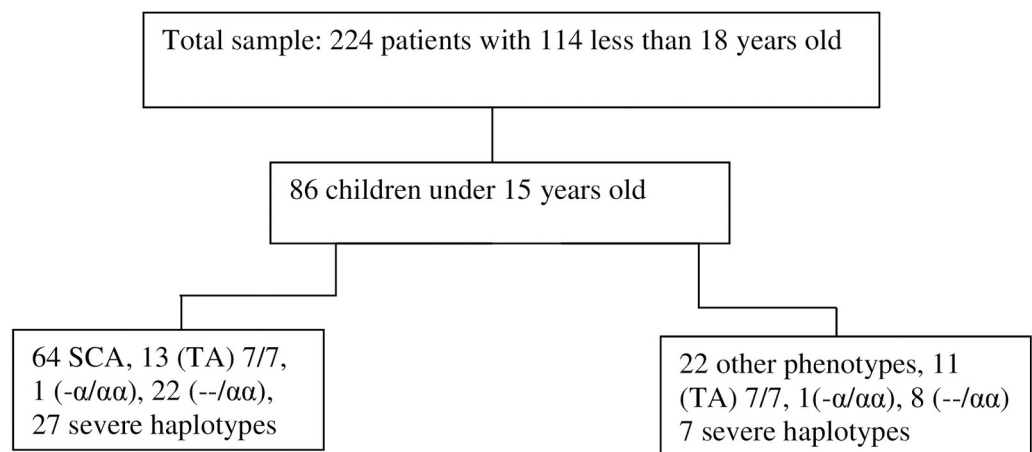 Total sample: 224 patients with 114 less than 18 years old
86 children under 15 years old
64 SCA, 13 (TA) 7/7,
1 (-α/αα), 22 (--/αα),
27 severe haplotypes
22 other phenotypes, 11
(TA) 7/7, 1(-α/αα), 8 (--/αα)
7 severe haplotypes